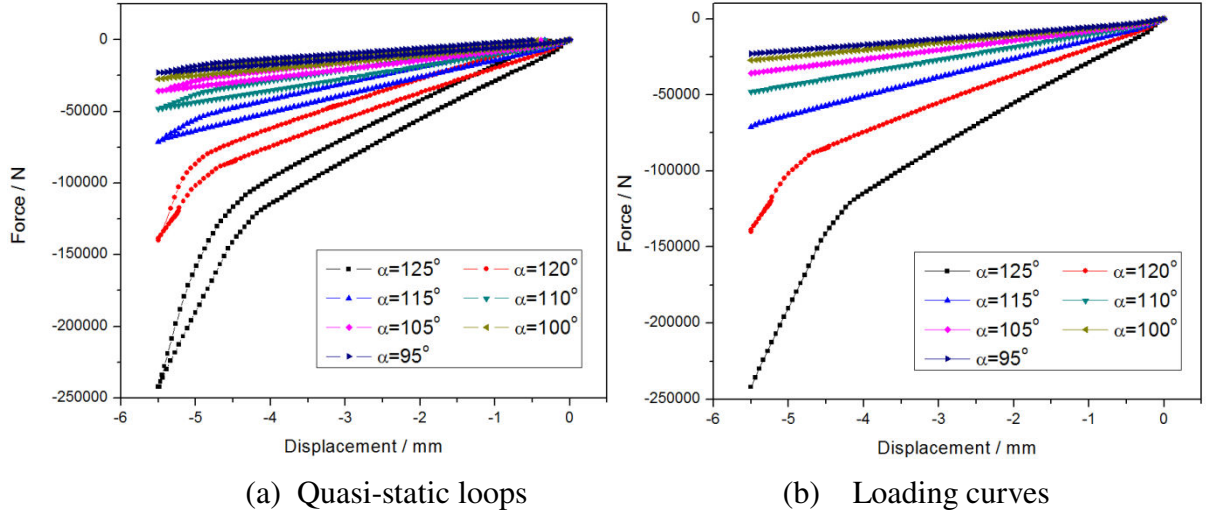 0
-50000
-100000
-150000
-200000
-250000
Force / N
-6 -5 -4 -3 -2 -1 0
Displacement / mm
α=125° α=120°
α=115° α=110°
α=105° α=100°
α=95°
(a) Quasi-static loops
0
-50000
-100000
-150000
-200000
-250000
Force / N
-6 -5 -4 -3 -2 -1 0
Displacement / mm
α=125° α=120°
α=115° α=110°
α=105° α=100°
α=95°
(b) Loading curves